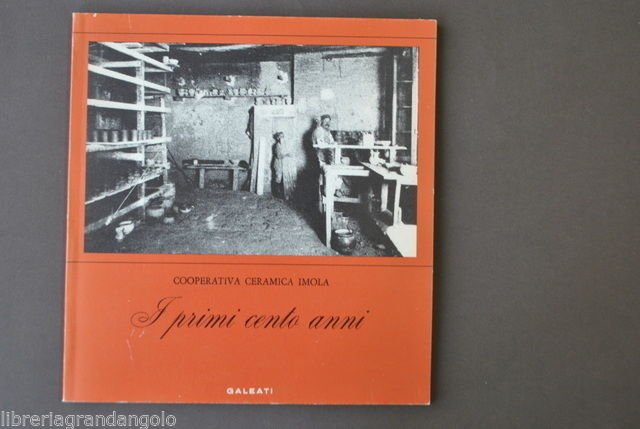 COOPERATIVA CERAMICA IMOLA
I primi cento anni
GALEATI
libreriagrandangolo